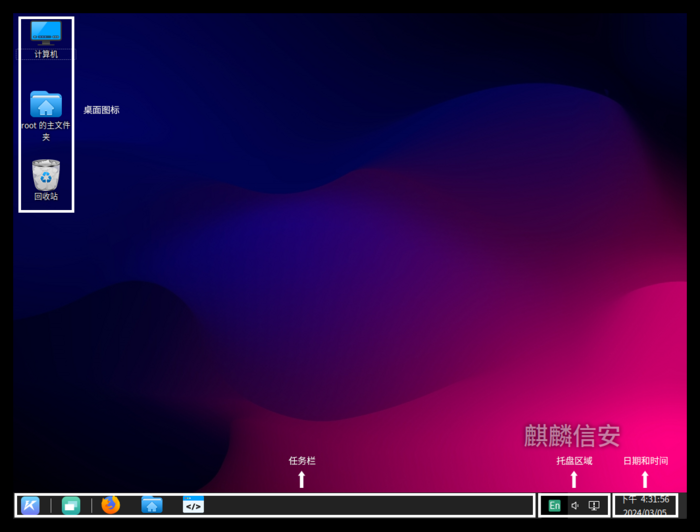 计算机
桌面图标
root 的主文件
夹
回收站
麒麟信安
任务栏
托盘区域
日期和时间
En
下午 4:31:56
2024/03/05